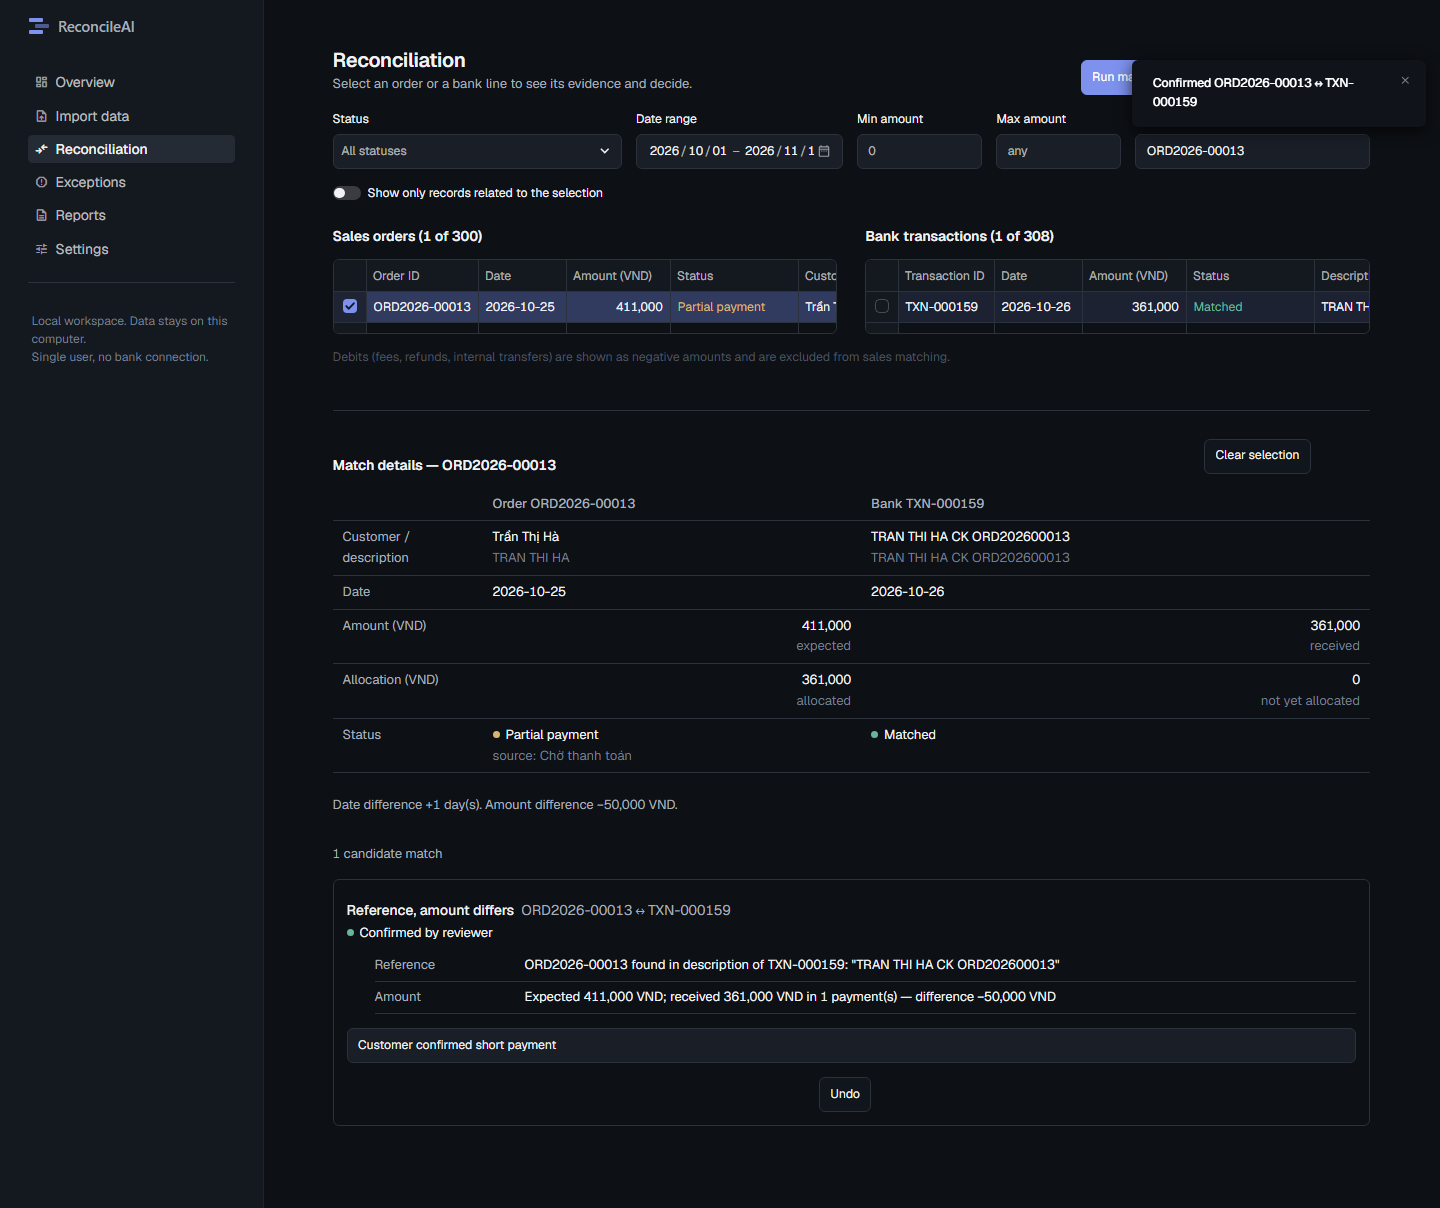 ReconcileAI
Overview
Import data
Reconciliation
Exceptions
Reports
Settings
Local workspace. Data stays on this
computer.
Single user, no bank connection.
Reconciliation
Select an order or a bank line to see its evidence and decide.
Run ma
Confirmed ORD2026-00013 ↔ TXN-
000159
×
Status
Date range
Min amount
Max amount
All statuses
2026/10/01 – 2026/11/1
0
any
ORD2026-00013
Show only records related to the selection
Sales orders (1 of 300)
Order ID Date Amount (VND) Status Custo
ORD2026-00013 2026-10-25 411,000 Partial payment Trần T
Bank transactions (1 of 308)
Transaction ID Date Amount (VND) Status Descript
TXN-000159 2026-10-26 361,000 Matched TRAN TH
Debits (fees, refunds, internal transfers) are shown as negative amounts and are excluded from sales matching.
Match details — ORD2026-00013
Clear selection
Order ORD2026-00013 Bank TXN-000159
Customer / Trần Thị Hà TRAN THI HA CK ORD202600013
description TRAN THI HA TRAN THI HA CK ORD202600013
Date 2026-10-25 2026-10-26
Amount (VND) 411,000 361,000
expected received
Allocation (VND) 361,000 0
allocated not yet allocated
Status Partial payment Matched
source: Chờ thanh toán
Date difference +1 day(s). Amount difference −50,000 VND.
1 candidate match
Reference, amount differs ORD2026-00013 ↔ TXN-000159
Confirmed by reviewer
Reference ORD2026-00013 found in description of TXN-000159: "TRAN THI HA CK ORD202600013"
Amount Expected 411,000 VND; received 361,000 VND in 1 payment(s) — difference −50,000 VND
Customer confirmed short payment
Undo